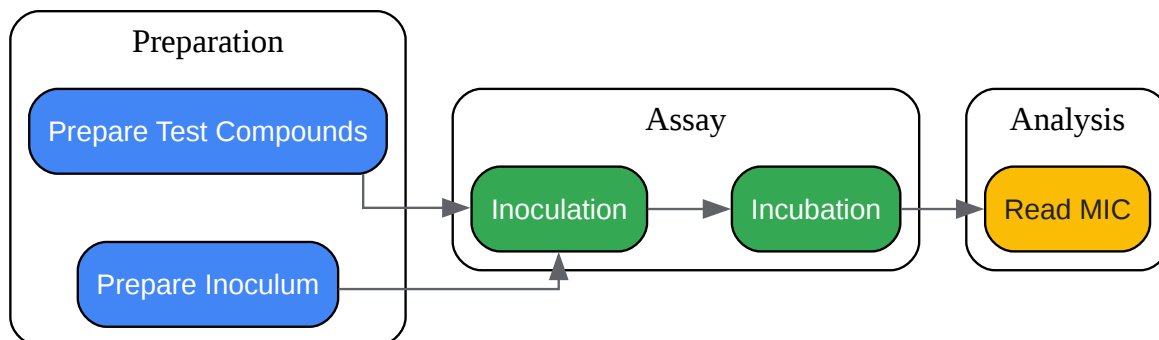 Preparation
Prepare Test Compounds
Prepare Inoculum
Assay
Inoculation
Incubation
Analysis
Read MIC